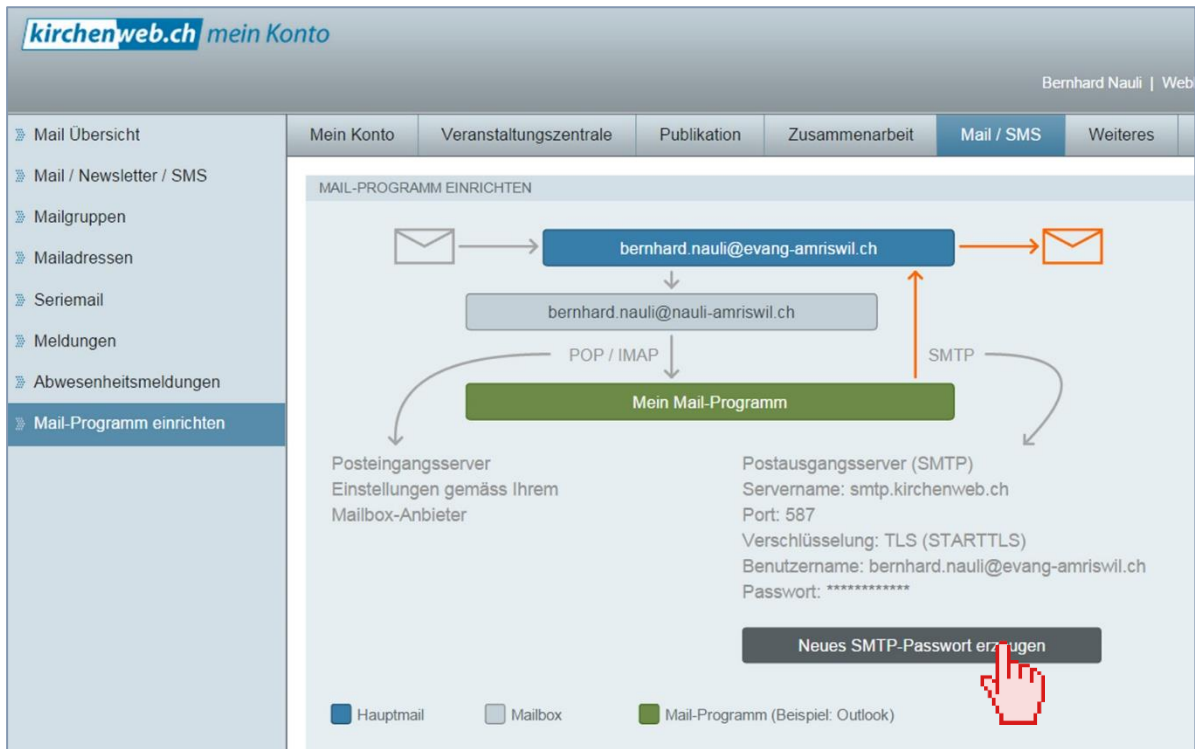 kirchenweb.ch mein Konto
Bernhard Nauli |
Mail Übersicht
Mail / Newsletter / SMS
Mailgruppen
Mailadressen
Seriemail
Meldungen
Abwesenheitsmeldungen
Mail-Programm einrichten
Mein Konto Veranstaltungszentrale Publikation Zusammenarbeit Mail / SMS Weiteres
MAIL-PROGRAMM EINRICHTEN
bernhard.nauli@evang-amriswil.ch
bernhard.nauli@nauli-amriswil.ch
POP / IMAP SMTP
Mein Mail-Programm
Posteingangsserver
Einstellungen gemäss Ihrem
Mailbox-Anbieter
Postausgangsserver (SMTP)
Servername: smtp.kirchenweb.ch
Port: 587
Verschlüsselung: TLS (STARTTLS)
Benutzername: bernhard.nauli@evang-amriswil.ch
Passwort: ************
Neues SMTP-Passwort erzeugen
Hauptmail Mailbox Mail-Programm (Beispiel: Outlook)